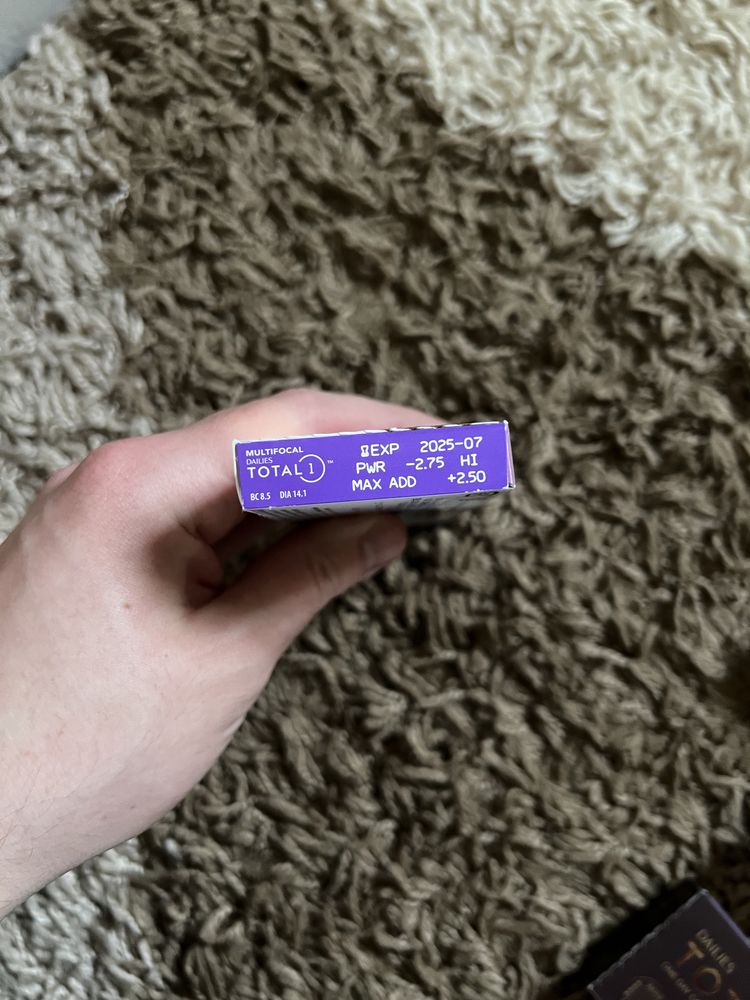 MULTIFOCAL
DAILIES
TOTAL 1™
BC 8.5 DIA 14.1
EXP 2025-07
PWR -2.75 HI
MAX ADD +2.50
DAILIES